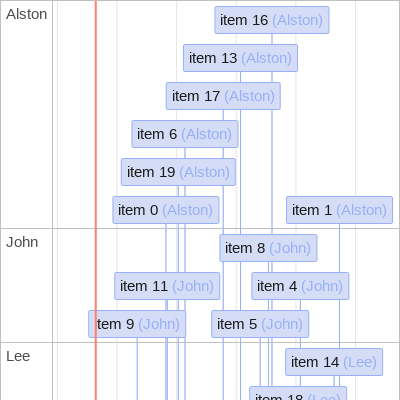 Alston
item 16 (Alston)
item 13 (Alston)
item 17 (Alston)
item 6 (Alston)
item 19 (Alston)
item 0 (Alston)
item 1 (Alston)
John
item 8 (John)
item 11 (John)
item 4 (John)
item 9 (John)
item 5 (John)
Lee
item 14 (Lee)
item 18 (Lee)